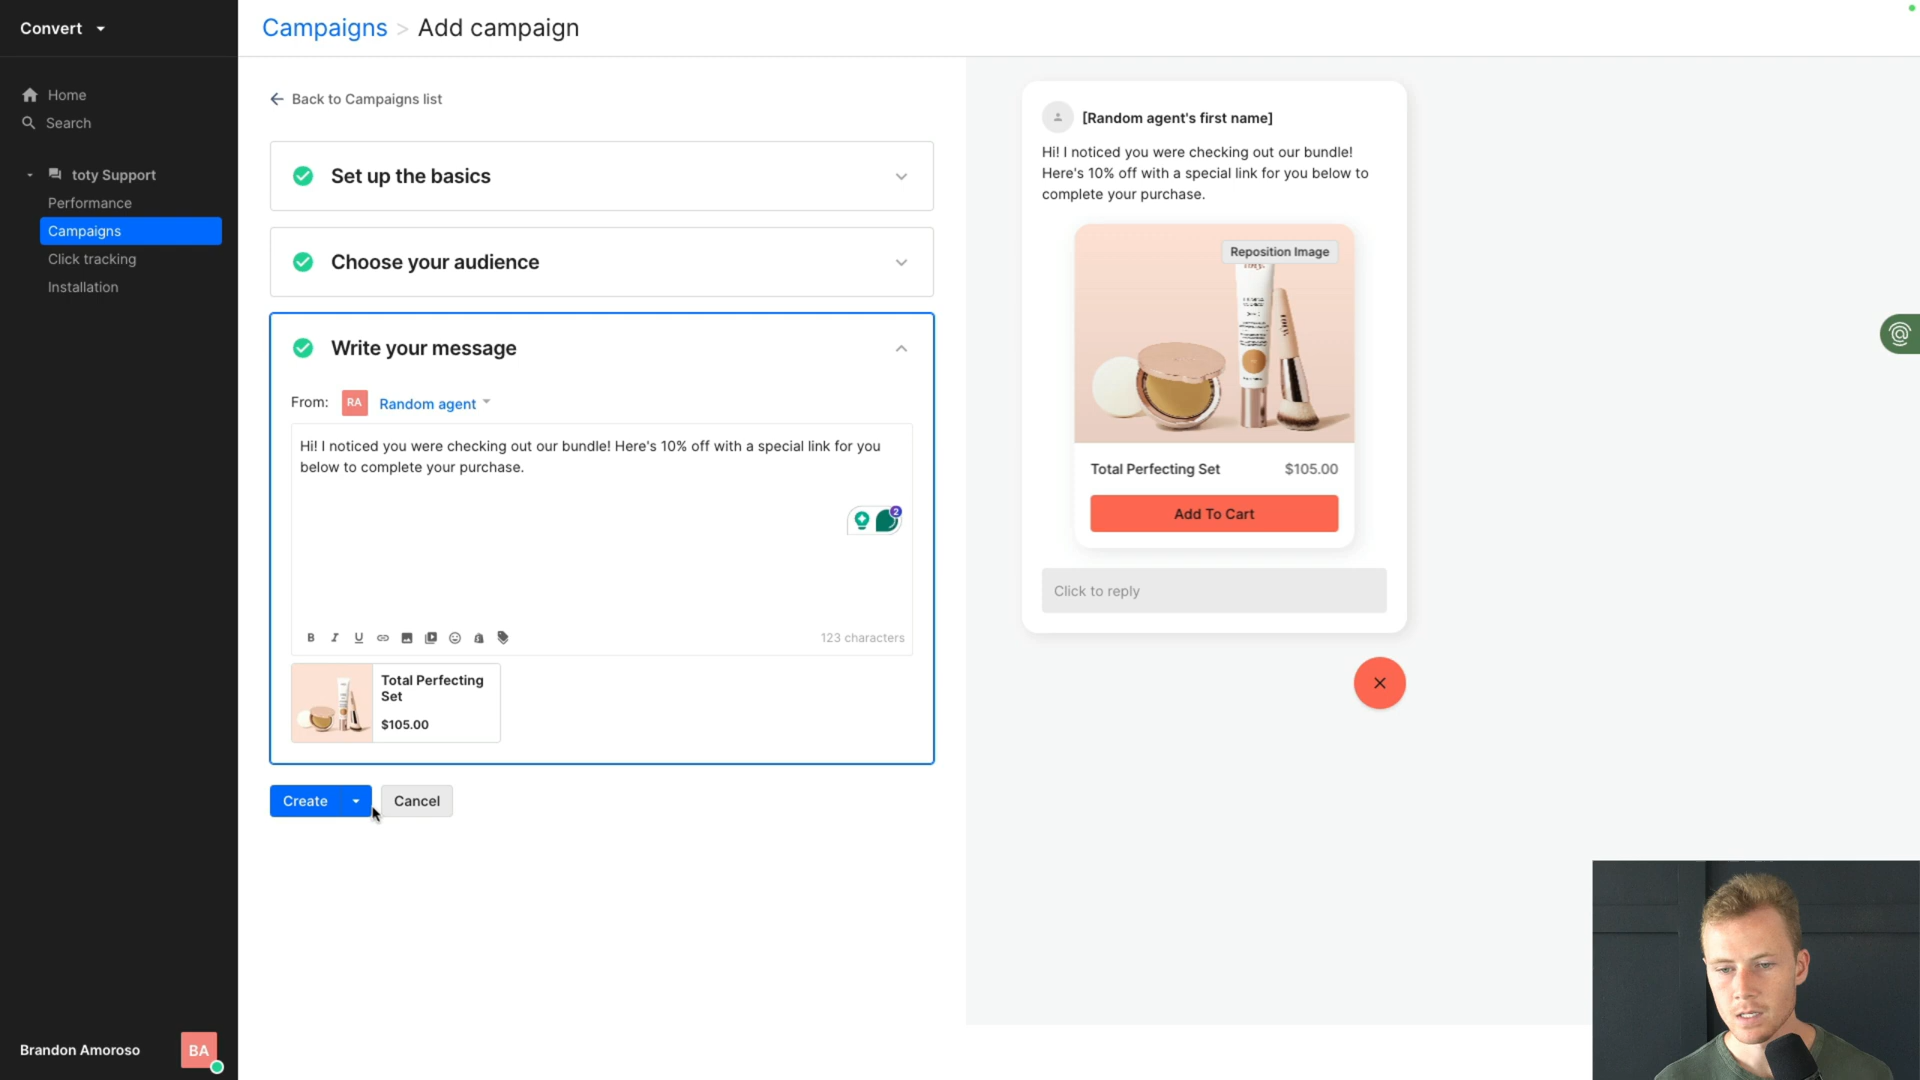 Convert
Campaigns > Add campaign
Home
Search
toty Support
Performance
Campaigns
Click tracking
Installation
Back to Campaigns list
Set up the basics
Choose your audience
Write your message
From: RA Random agent
Hi! I noticed you were checking out our bundle! Here's 10% off with a special link for you
below to complete your purchase.
2
B I U
123 characters
Total Perfecting
Set
$105.00
Create
Cancel
[Random agent's first name]
Hi! I noticed you were checking out our bundle!
Here's 10% off with a special link for you below to
complete your purchase.
Reposition Image
Total Perfecting Set $105.00
Add To Cart
Click to reply
Brandon Amoroso
BA